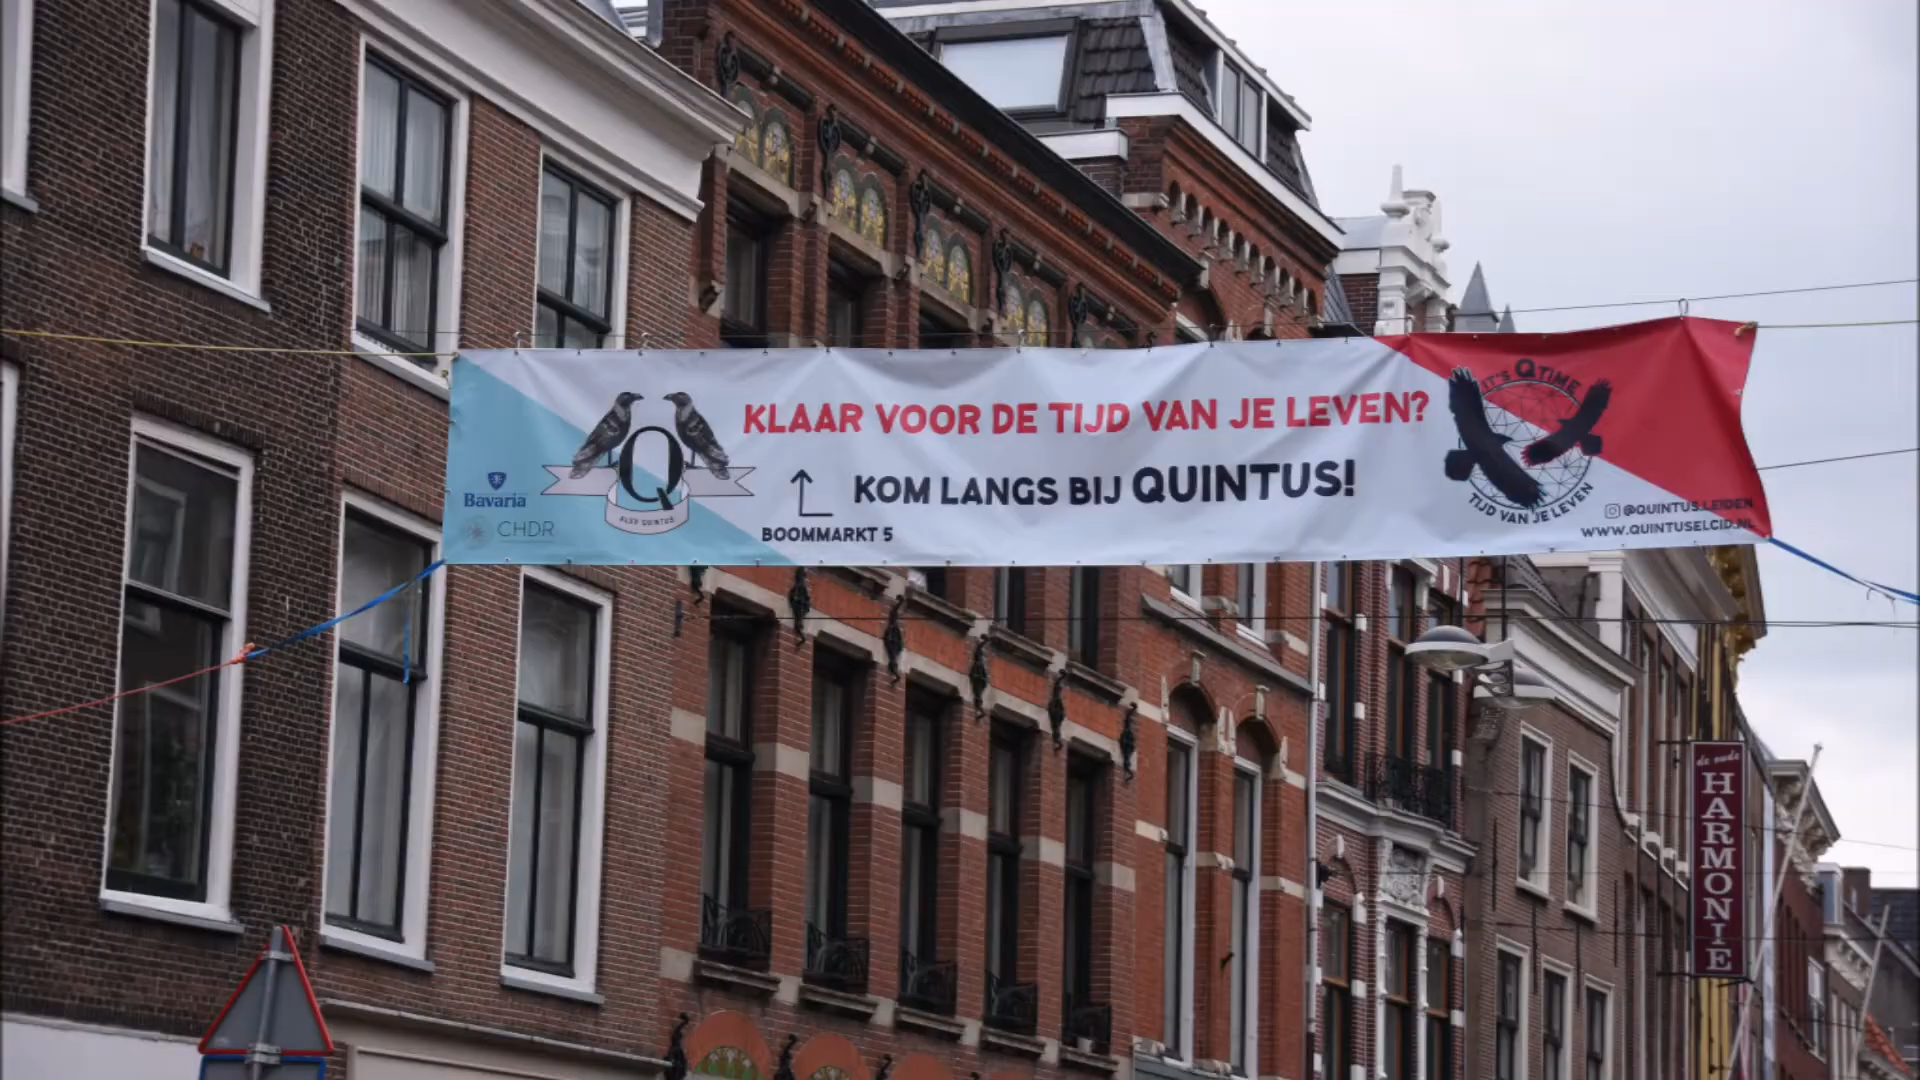 KLAAR VOOR DE TIJD VAN JE LEVEN?
KOM LANGS BIJ QUINTUS!
BOOMMARKT 5
Bavaria
CHDR
Q
ALSV QUINTUS
IT'S QTIME
TIJD VAN JE LEVEN
@QUINTUS.LEIDEN
WWW.QUINTUSELCID.NL
de oude
HARMONIE